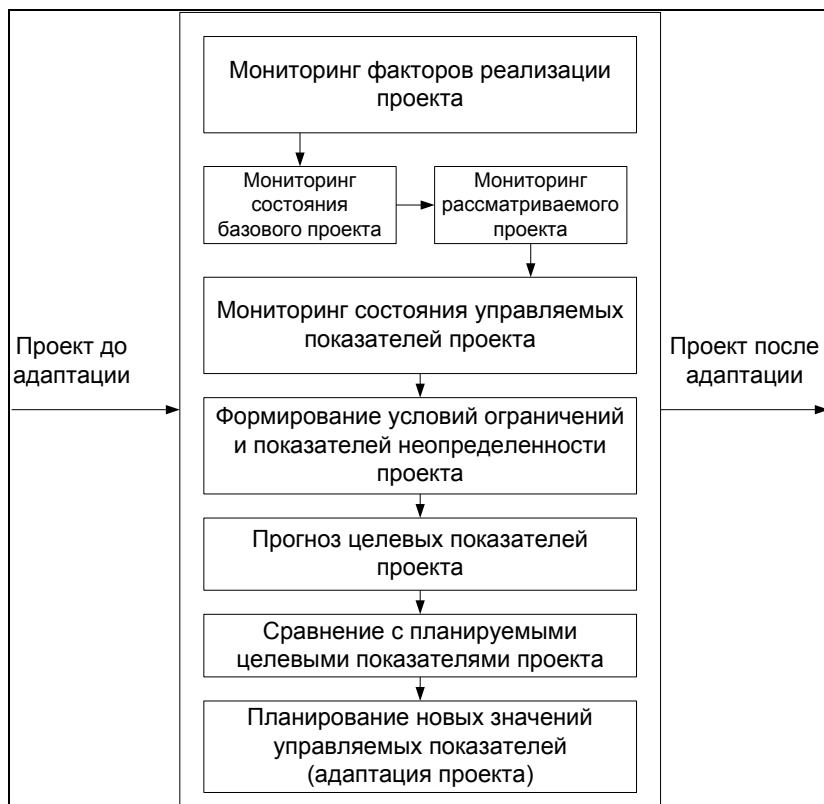 Мониторинг факторов реализации
проекта
Мониторинг
состояния
базового проекта
Мониторинг
рассматриваемого
проекта
Мониторинг состояния управляемых
показателей проекта
Проект до
адаптации
Проект после
адаптации
Формирование условий ограничений
и показателей неопределенности
проекта
Прогноз целевых показателей
проекта
Сравнение с планируемыми
целевыми показателями проекта
Планирование новых значений
управляемых показателей
(адаптация проекта)